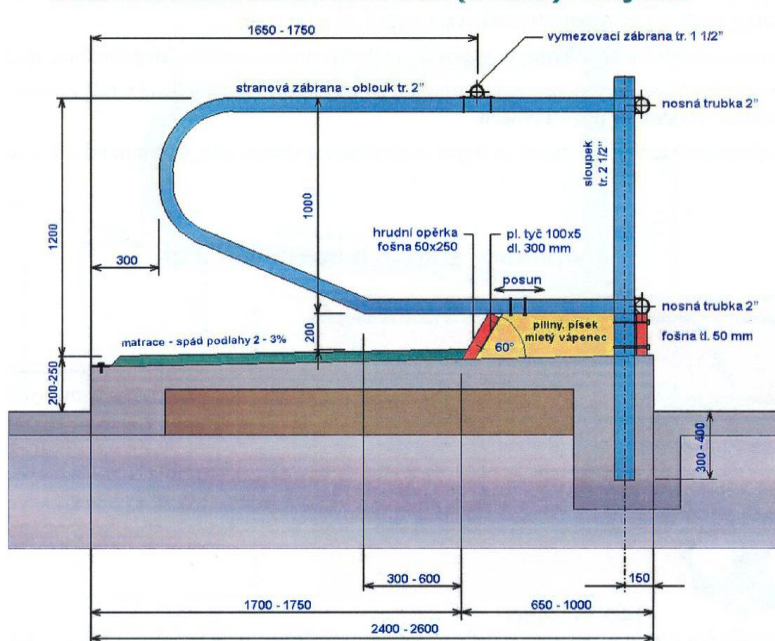 1650 - 1750
vymezovací zábrana tr. 1 1/2"
stranová zábrana - oblouk tr. 2"
nosná trubka 2"
sloupek
tr. 2 1/2"
1200
1000
hrudní opěrka
fošna 50x250
pl. tyč 100x5
dl. 300 mm
300
posun
nosná trubka 2"
200
matrace - spád podlahy 2 - 3%
60°
piliny, písek
mletý vápenec
fošna tl. 50 mm
200-250
300 - 400
300 - 600
150
1700 - 1750
650 - 1000
2400 - 2600